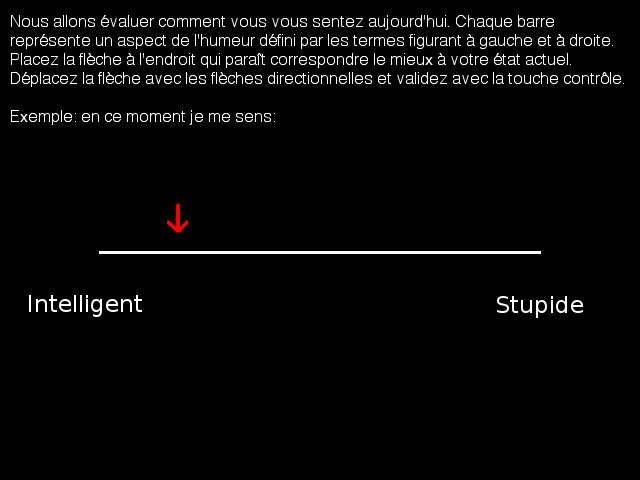 Nous allons évaluer comment vous vous sentez aujourd'hui. Chaque barre
représente un aspect de l'humeur défini par les termes figurant à gauche et à droite.
Placez la flèche à l'endroit qui paraît correspondre le mieux à votre état actuel.
Déplacez la flèche avec les flèches directionnelles et validez avec la touche contrôle.
Exemple: en ce moment je me sens:
Intelligent
Stupide